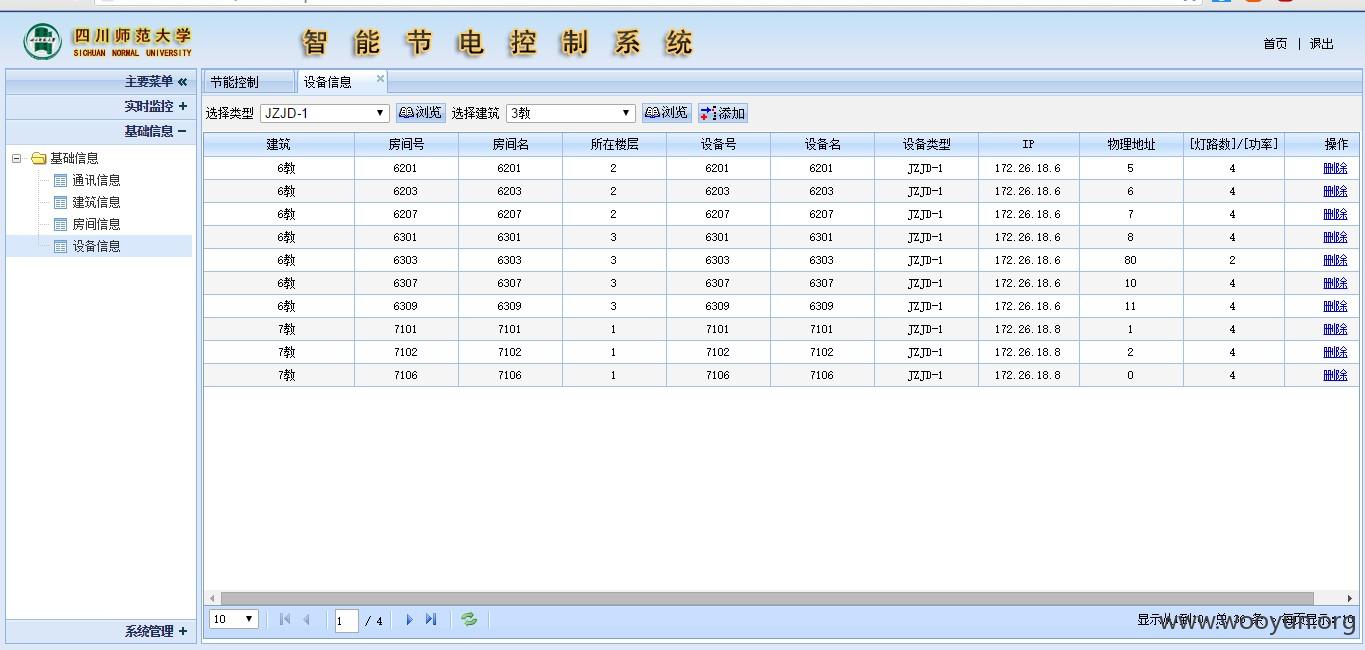 四川师范大学
SICHUAN NORMAL UNIVERSITY
智能节电控制系统
首页 | 退出
主要菜单 «
实时监控 +
基础信息 −
基础信息
通讯信息
建筑信息
房间信息
设备信息
系统管理 +
节能控制 设备信息 ×
选择类型 JZJD-1 浏览 选择建筑 3教 浏览 添加
建筑 房间号 房间名 所在楼层 设备号 设备名 设备类型 IP 物理地址 [灯路数]/[功率] 操作
6教 6201 6201 2 6201 6201 JZJD-1 172.26.18.6 5 4 删除
6教 6203 6203 2 6203 6203 JZJD-1 172.26.18.6 6 4 删除
6教 6207 6207 2 6207 6207 JZJD-1 172.26.18.6 7 4 删除
6教 6301 6301 3 6301 6301 JZJD-1 172.26.18.6 8 4 删除
6教 6303 6303 3 6303 6303 JZJD-1 172.26.18.6 80 2 删除
6教 6307 6307 3 6307 6307 JZJD-1 172.26.18.6 10 4 删除
6教 6309 6309 3 6309 6309 JZJD-1 172.26.18.6 11 4 删除
7教 7101 7101 1 7101 7101 JZJD-1 172.26.18.8 1 4 删除
7教 7102 7102 1 7102 7102 JZJD-1 172.26.18.8 2 4 删除
7教 7106 7106 1 7106 7106 JZJD-1 172.26.18.8 0 4 删除
10 1 / 4
显示从1到10，总 36 条 。每页显示：10
www.wooyun.org